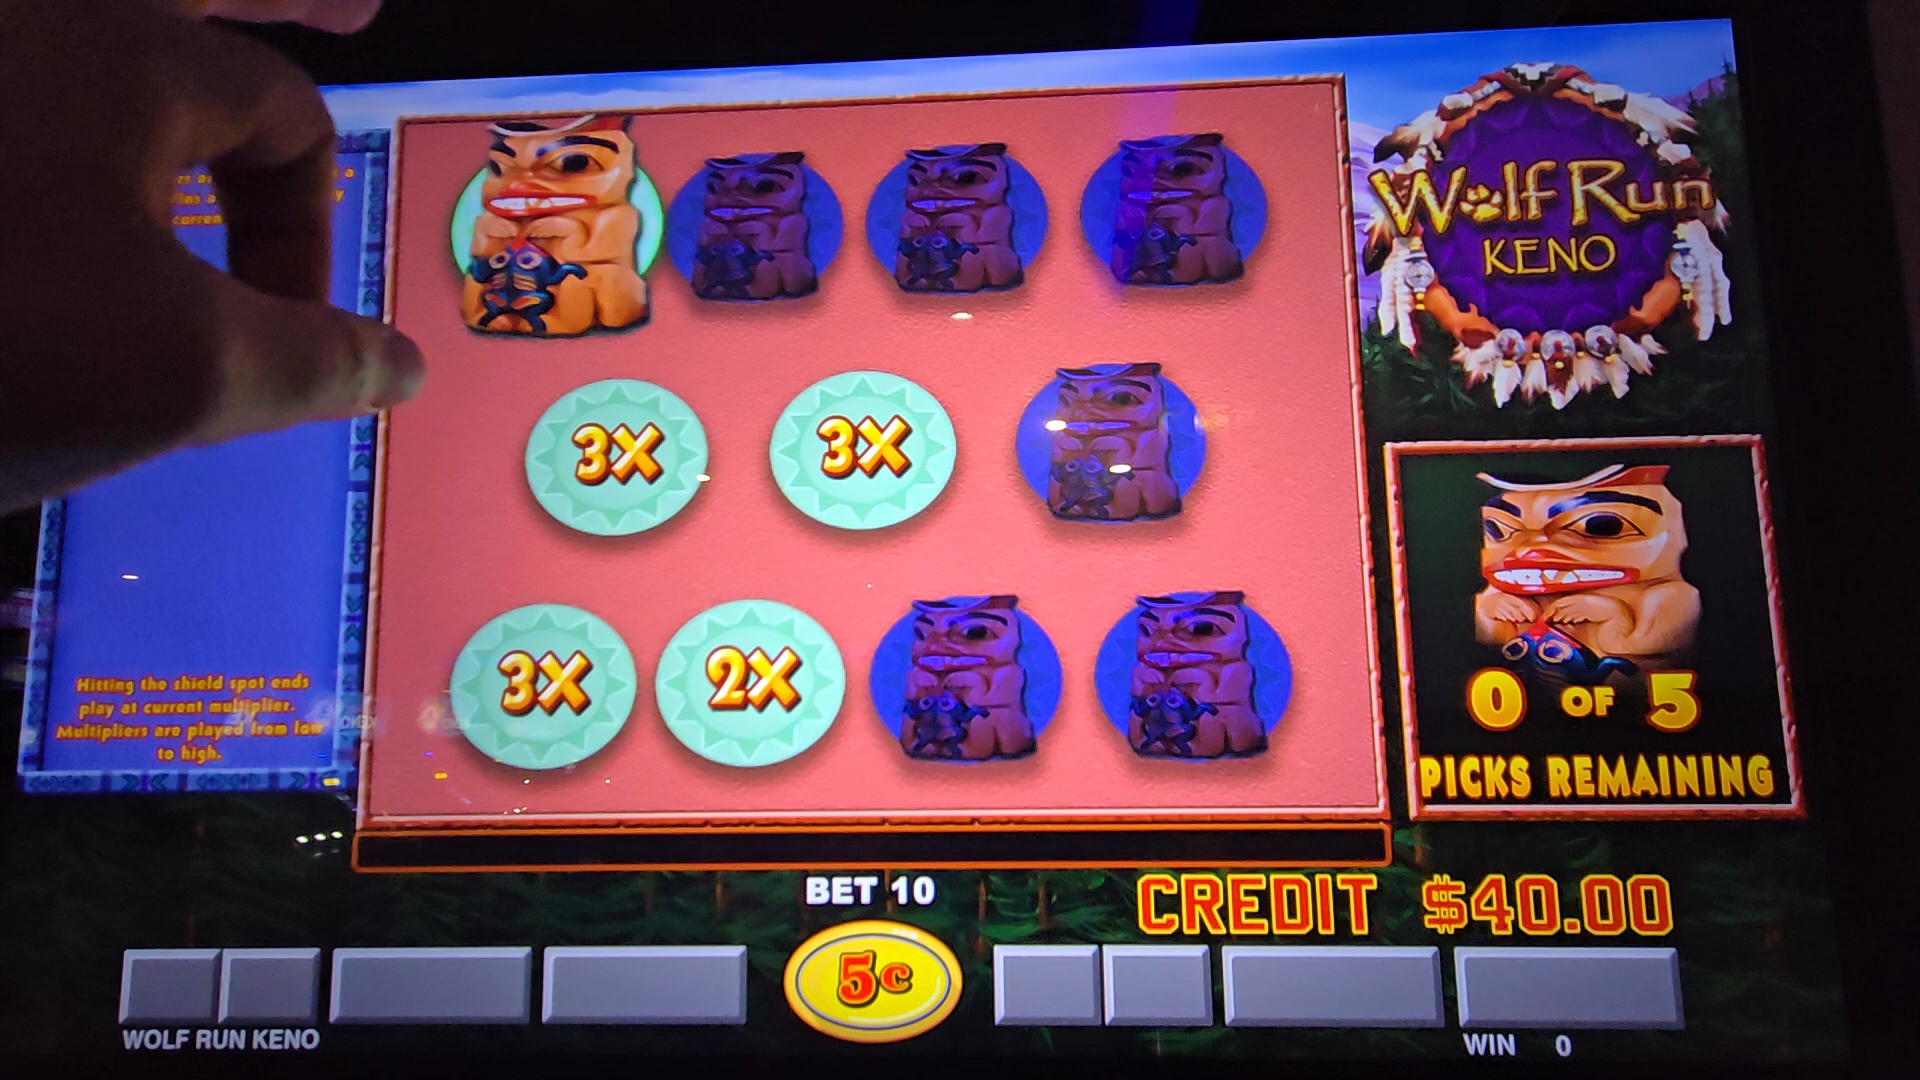 Wolf Run
KENO
3X
3X
3X
2X
Hitting the shield spot ends
play at current multiplier.
Multipliers are played from low
to high.
0 OF 5
PICKS REMAINING
BET 10
CREDIT $40.00
5¢
WOLF RUN KENO
WIN 0